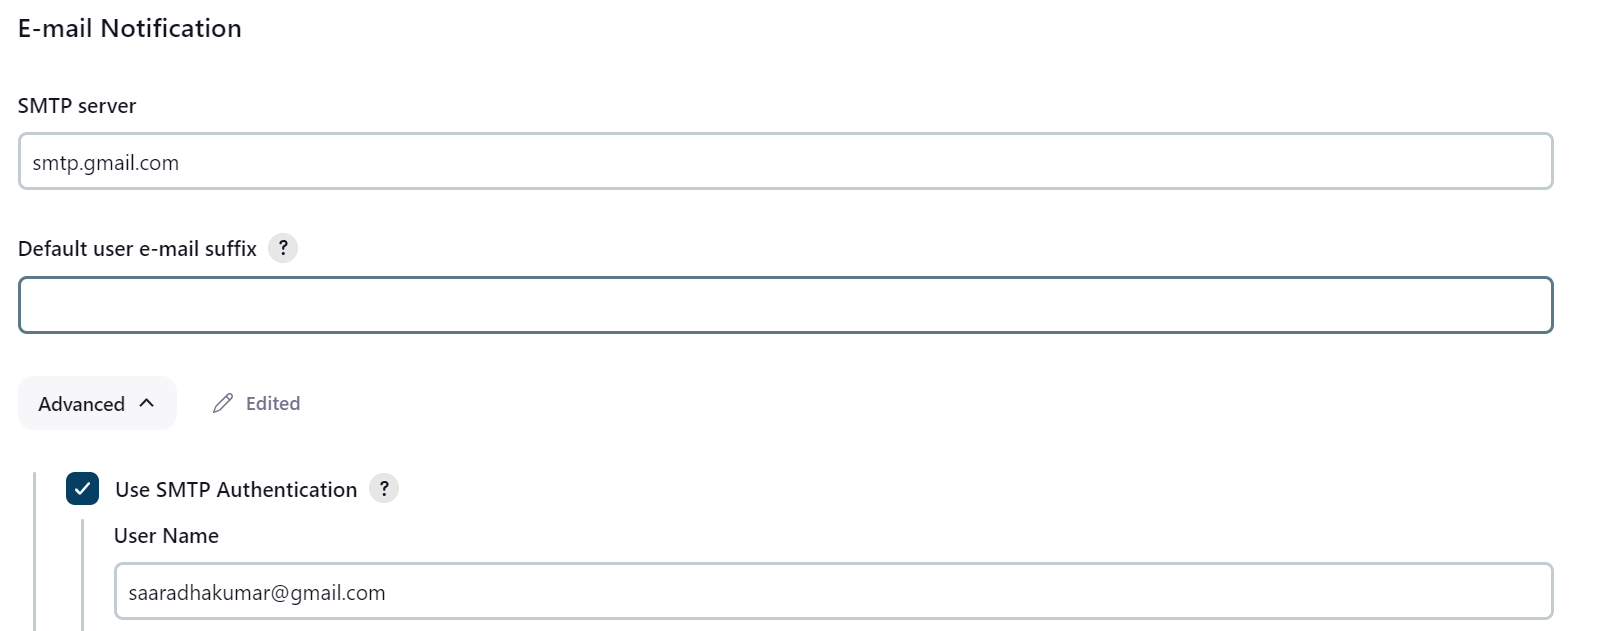 E-mail Notification
SMTP server
smtp.gmail.com
Default user e-mail suffix ?
Advanced Edited
Use SMTP Authentication ?
User Name
saaradhakumar@gmail.com